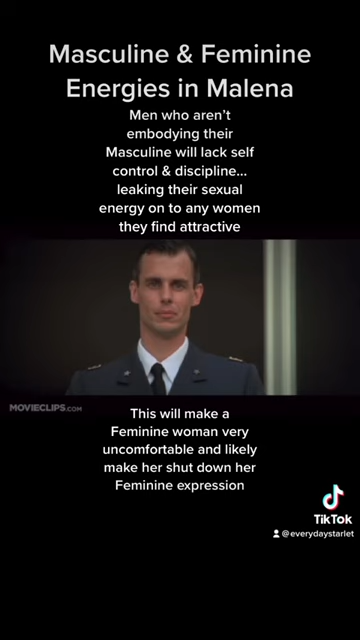 Masculine & Feminine
Energies in Malena
Men who aren't
embodying their
Masculine will lack self
control & discipline...
leaking their sexual
energy on to any women
they find attractive
MOVIECLIPS.COM
This will make a
Feminine woman very
uncomfortable and likely
make her shut down her
Feminine expression
TikTok
@everydaystarlet